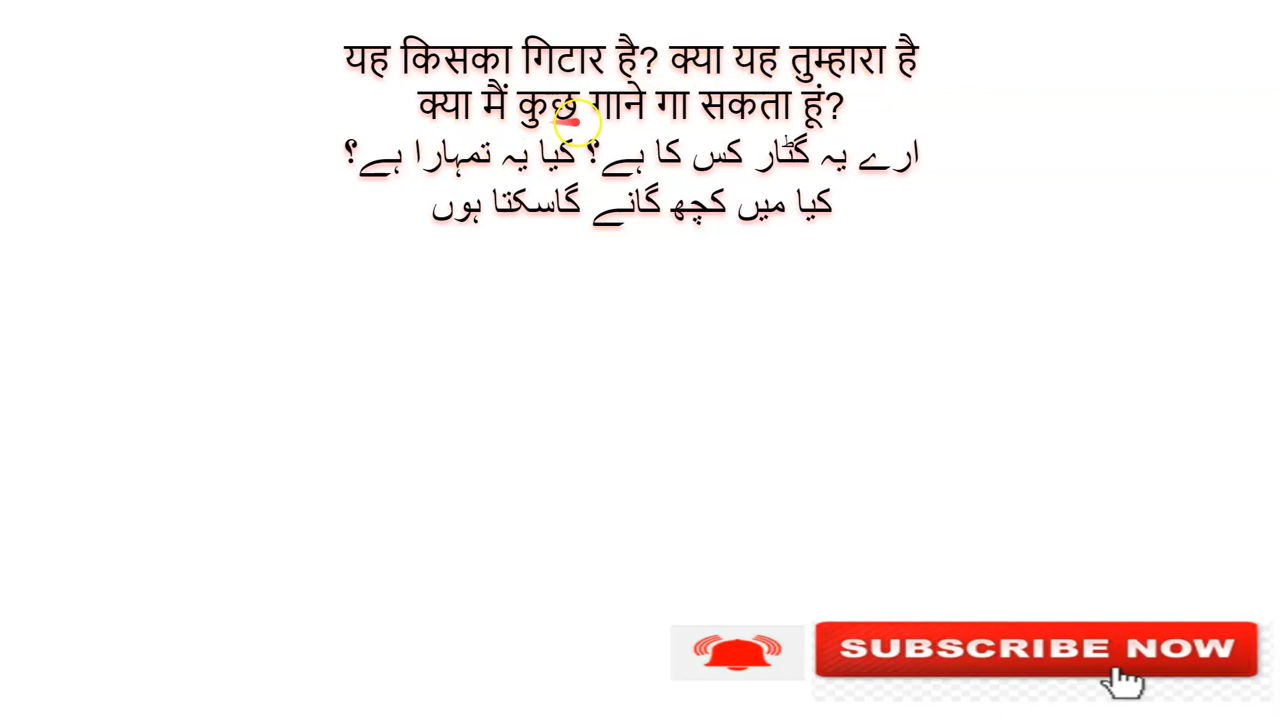 यह किसका गिटार है? क्या यह तुम्हारा है
क्या मैं कुछ गाने गा सकता हूं?
ارے یہ گٹار کس کا ہے؟ کیا یہ تمہارا ہے؟
کیا میں کچھ گانے گاسکتا ہوں
SUBSCRIBE NOW